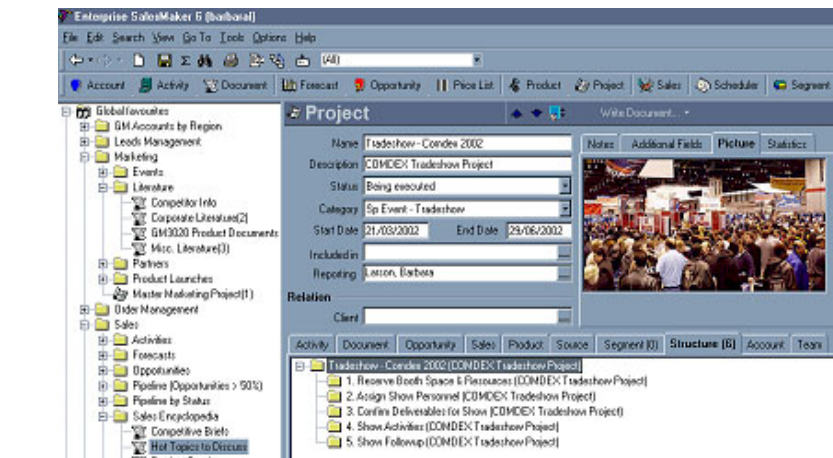 Enterprise SalesMaker 6 (barbaral)
File Edit Search View Go To Tools Options Help
(All)
Account Activity Document Forecast Opportunity Price List Product Project Sales Scheduler Segment
Global favourites
GM Accounts by Region
Leads Management
Marketing
Events
Literature
Competitor Info
Corporate Literature(2)
GM3020 Product Documents
Misc. Literature(3)
Partners
Product Launches
Master Marketing Project(1)
Order Management
Sales
Activities
Forecasts
Opportunities
Pipeline (Opportunities > 50%)
Pipeline by Status
Sales Encyclopedia
Competitive Briefs
Hot Topics to Discuss
Project
Write Document...
Name Tradeshow - Comdex 2002
Description COMDEX Tradeshow Project
Status Being executed
Category Sp Event - Tradeshow
Start Date 21/03/2002 End Date 29/06/2002
Included in
Reporting Larson, Barbara
Relation
Client
Notes Additional Fields Picture Statistics
Activity Document Opportunity Sales Product Source Segment (0) Structure (6) Account Team
Tradeshow - Comdex 2002 (COMDEX Tradeshow Project)
1. Reserve Booth Space & Resources (COMDEX Tradeshow Project)
2. Assign Show Personnel (COMDEX Tradeshow Project)
3. Confirm Deliverables for Show (COMDEX Tradeshow Project)
4. Show Activities (COMDEX Tradeshow Project)
5. Show Followup (COMDEX Tradeshow Project)